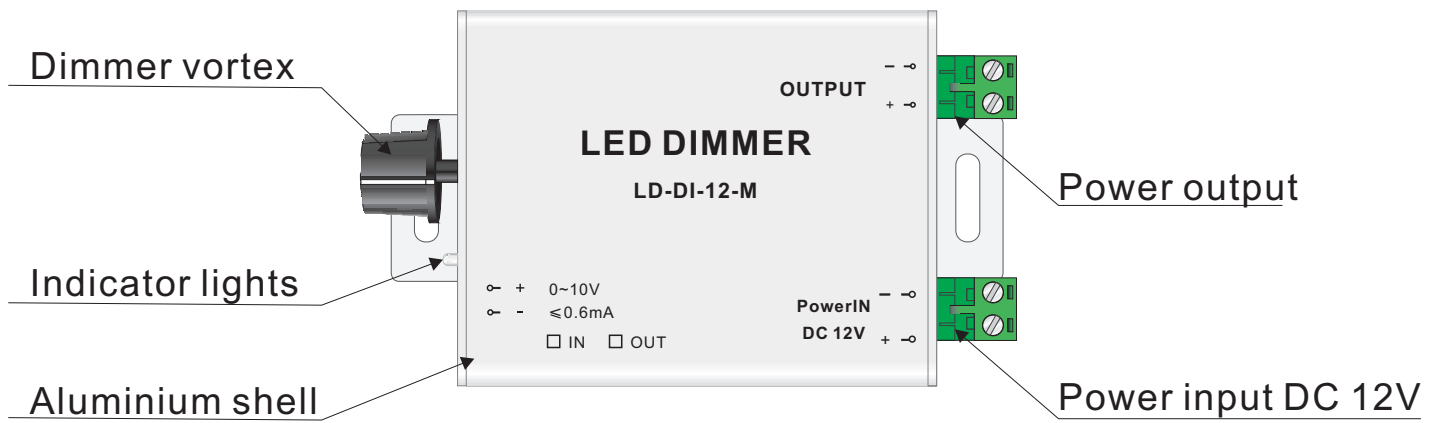 Dimmer vortex
Indicator lights
Aluminium shell
OUTPUT
− 
+
LED DIMMER
LD-DI-12-M
+ 0~10V
- ≤0.6mA
IN OUT
PowerIN −
DC 12V +
Power output
Power input DC 12V